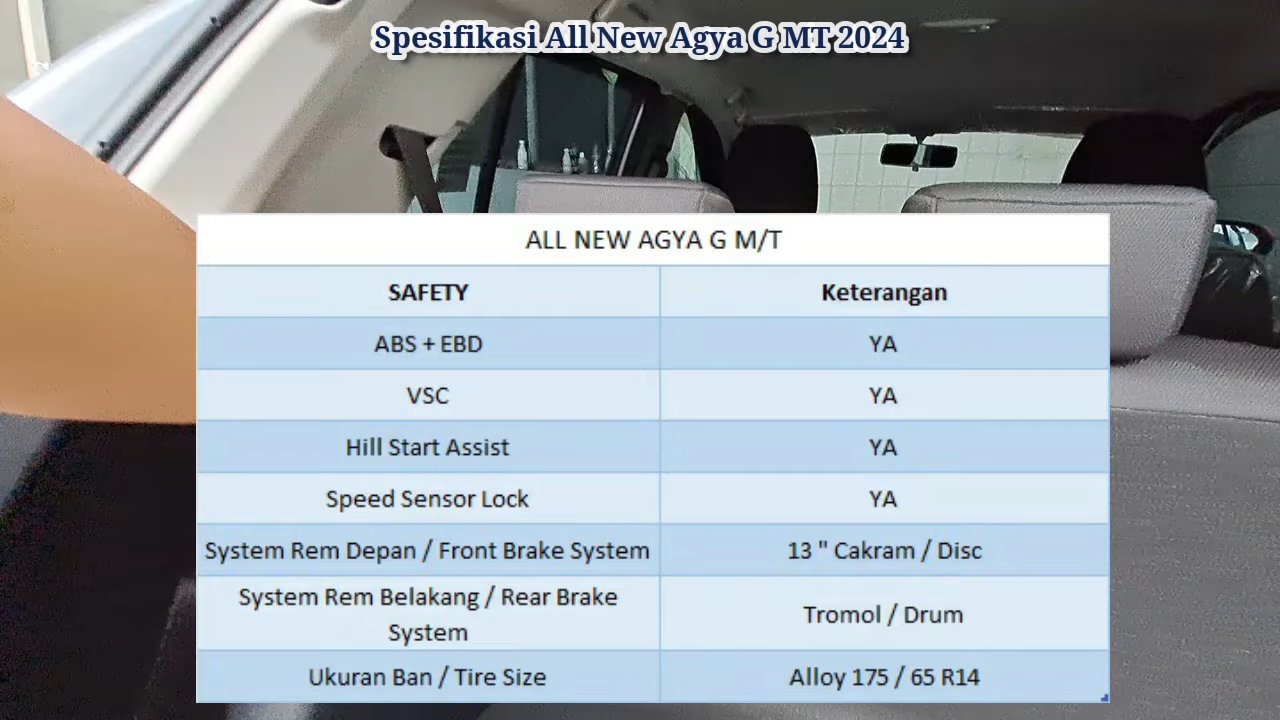 Spesifikasi All New Agya G MT 2024
ALL NEW AGYA G M/T
SAFETY Keterangan
ABS + EBD YA
VSC YA
Hill Start Assist YA
Speed Sensor Lock YA
System Rem Depan / Front Brake System 13 " Cakram / Disc
System Rem Belakang / Rear Brake
System Tromol / Drum
Ukuran Ban / Tire Size Alloy 175 / 65 R14